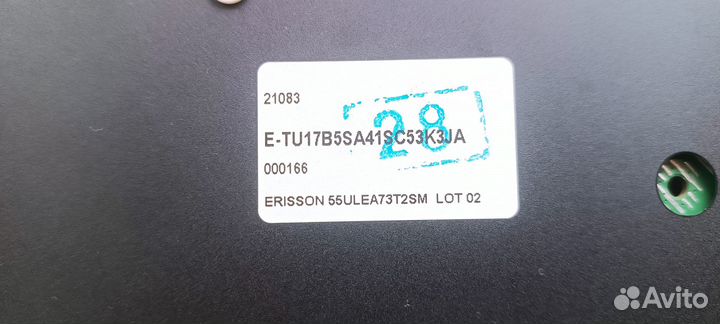 21083
E-TU17B5SA41SC53K3JA
28
000166
ERISSON 55ULEA73T2SM LOT 02
Avito